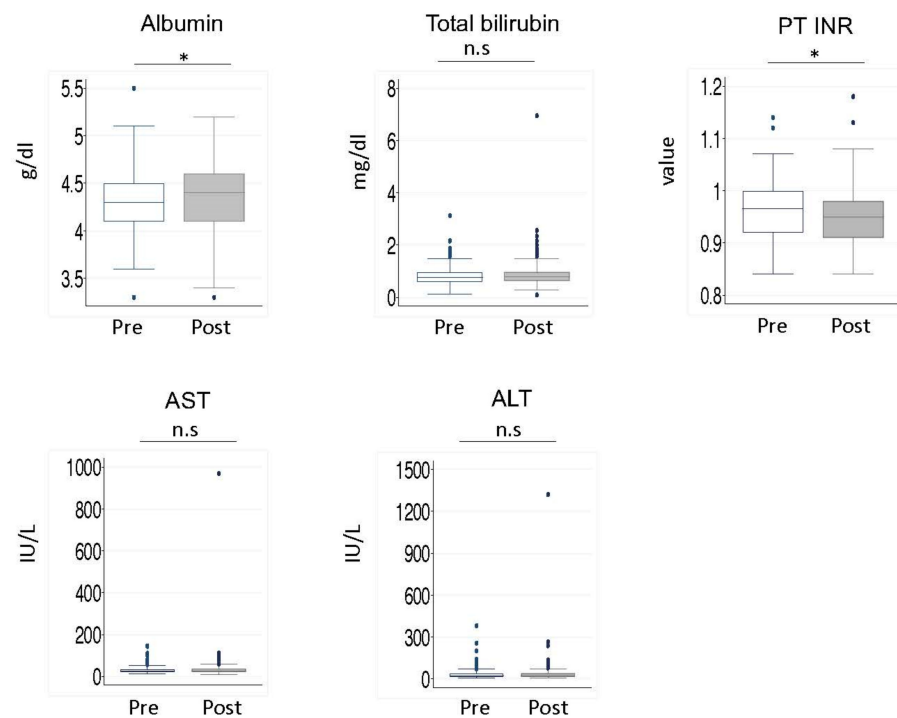 Albumin
*
g/dl
5.5
5
4.5
4
3.5
Pre Post
Total bilirubin
n.s
mg/dl
8
6
4
2
0
Pre Post
PT INR
*
value
1.2
1.1
1
0.9
0.8
Pre Post
AST
n.s
IU/L
1000
800
600
400
200
0
Pre Post
ALT
n.s
IU/L
1500
1200
900
600
300
0
Pre Post